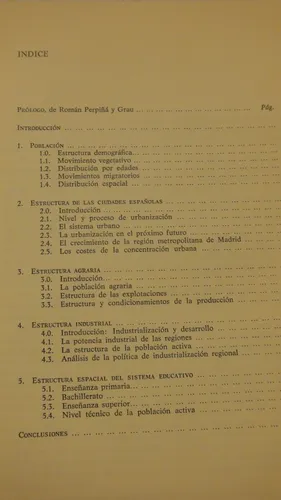 INDICE
PRÓLOGO, de Román Perpiñá y Grau ... ... ... ... ... ... ... ... Pág.
INTRODUCCIÓN ... ... ... ... ... ... ... ... ... ... ... ... ...
1. POBLACIÓN
1.0. Estructura demográfica... ... ... ... ... ... ... ...
1.1. Movimiento vegetativo ... ... ... ... ... ... ... ...
1.2. Distribución por edades ... ... ... ... ... ... ...
1.3. Movimientos migratorios ... ... ... ... ... ... ...
1.4. Distribución espacial ... ... ... ... ... ... ... ...
2. ESTRUCTURA DE LAS CIUDADES ESPAÑOLAS ... ... ... ... ...
2.0. Introducción ... ... ... ... ... ... ... ... ... ...
2.1. Nivel y proceso de urbanización ... ... ... ... ...
2.2. El sistema urbano ... ... ... ... ... ... ... ...
2.3. La urbanización en el próximo futuro ... ... ... ...
2.4. El crecimiento de la región metropolitana de Madrid ...
2.5. Los costes de la concentración urbana ... ... ... ...
3. ESTRUCTURA AGRARIA
3.0. Introducción... ... ... ... ... ... ... ... ... ...
3.1. La población agraria ... ... ... ... ... ... ... ...
3.2. Estructura de las explotaciones ... ... ... ... ...
3.3. Estructura y condicionamientos de la producción ... ...
4. ESTRUCTURA INDUSTRIAL ... ... ... ... ... ... ... ... ...
4.0. Introducción: Industrialización y desarrollo ... ... ...
4.1. La potencia industrial de las regiones ... ... ... ...
4.2. La estructura de la población activa ... ... ... ...
4.3. Análisis de la política de industrialización regional ...
5. ESTRUCTURA ESPACIAL DEL SISTEMA EDUCATIVO ... ... ... ...
5.1. Enseñanza primaria... ... ... ... ... ... ... ... ...
5.2. Bachillerato ... ... ... ... ... ... ... ... ... ...
5.3. Enseñanza superior... ... ... ... ... ... ... ... ...
5.4. Nivel técnico de la población activa ... ... ... ...
CONCLUSIONES ... ... ... ... ... ... ... ... ... ... ... ... ...